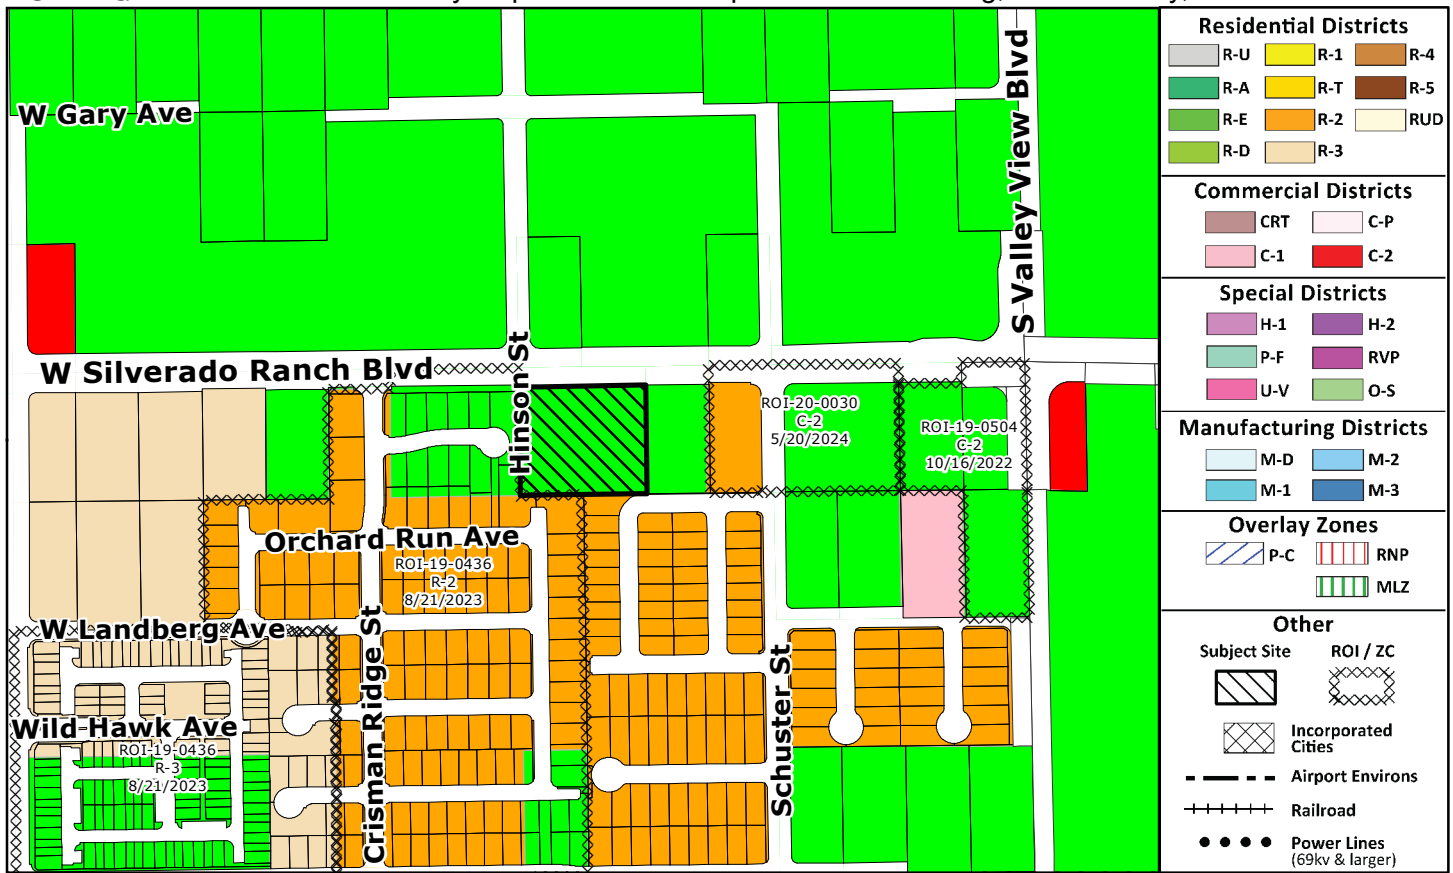 W Gary Ave
S Valley View Blvd
W Silverado Ranch Blvd
Hinson St
ROI-20-0030
C-2
5/20/2024
ROI-19-0504
C-2
10/16/2022
Orchard Run Ave
ROI-19-0436
R-2
8/21/2023
W Landberg Ave
Crisman Ridge St
Schuster St
Wild Hawk Ave
ROI-19-0436
R-3
8/21/2023
Residential Districts
R-U R-1 R-4
R-A R-T R-5
R-E R-2 RUD
R-D R-3
Commercial Districts
CRT C-P
C-1 C-2
Special Districts
H-1 H-2
P-F RVP
U-V O-S
Manufacturing Districts
M-D M-2
M-1 M-3
Overlay Zones
P-C RNP
MLZ
Other
Subject Site ROI / ZC
Incorporated
Cities
Airport Environs
Railroad
Power Lines
(69kv & larger)